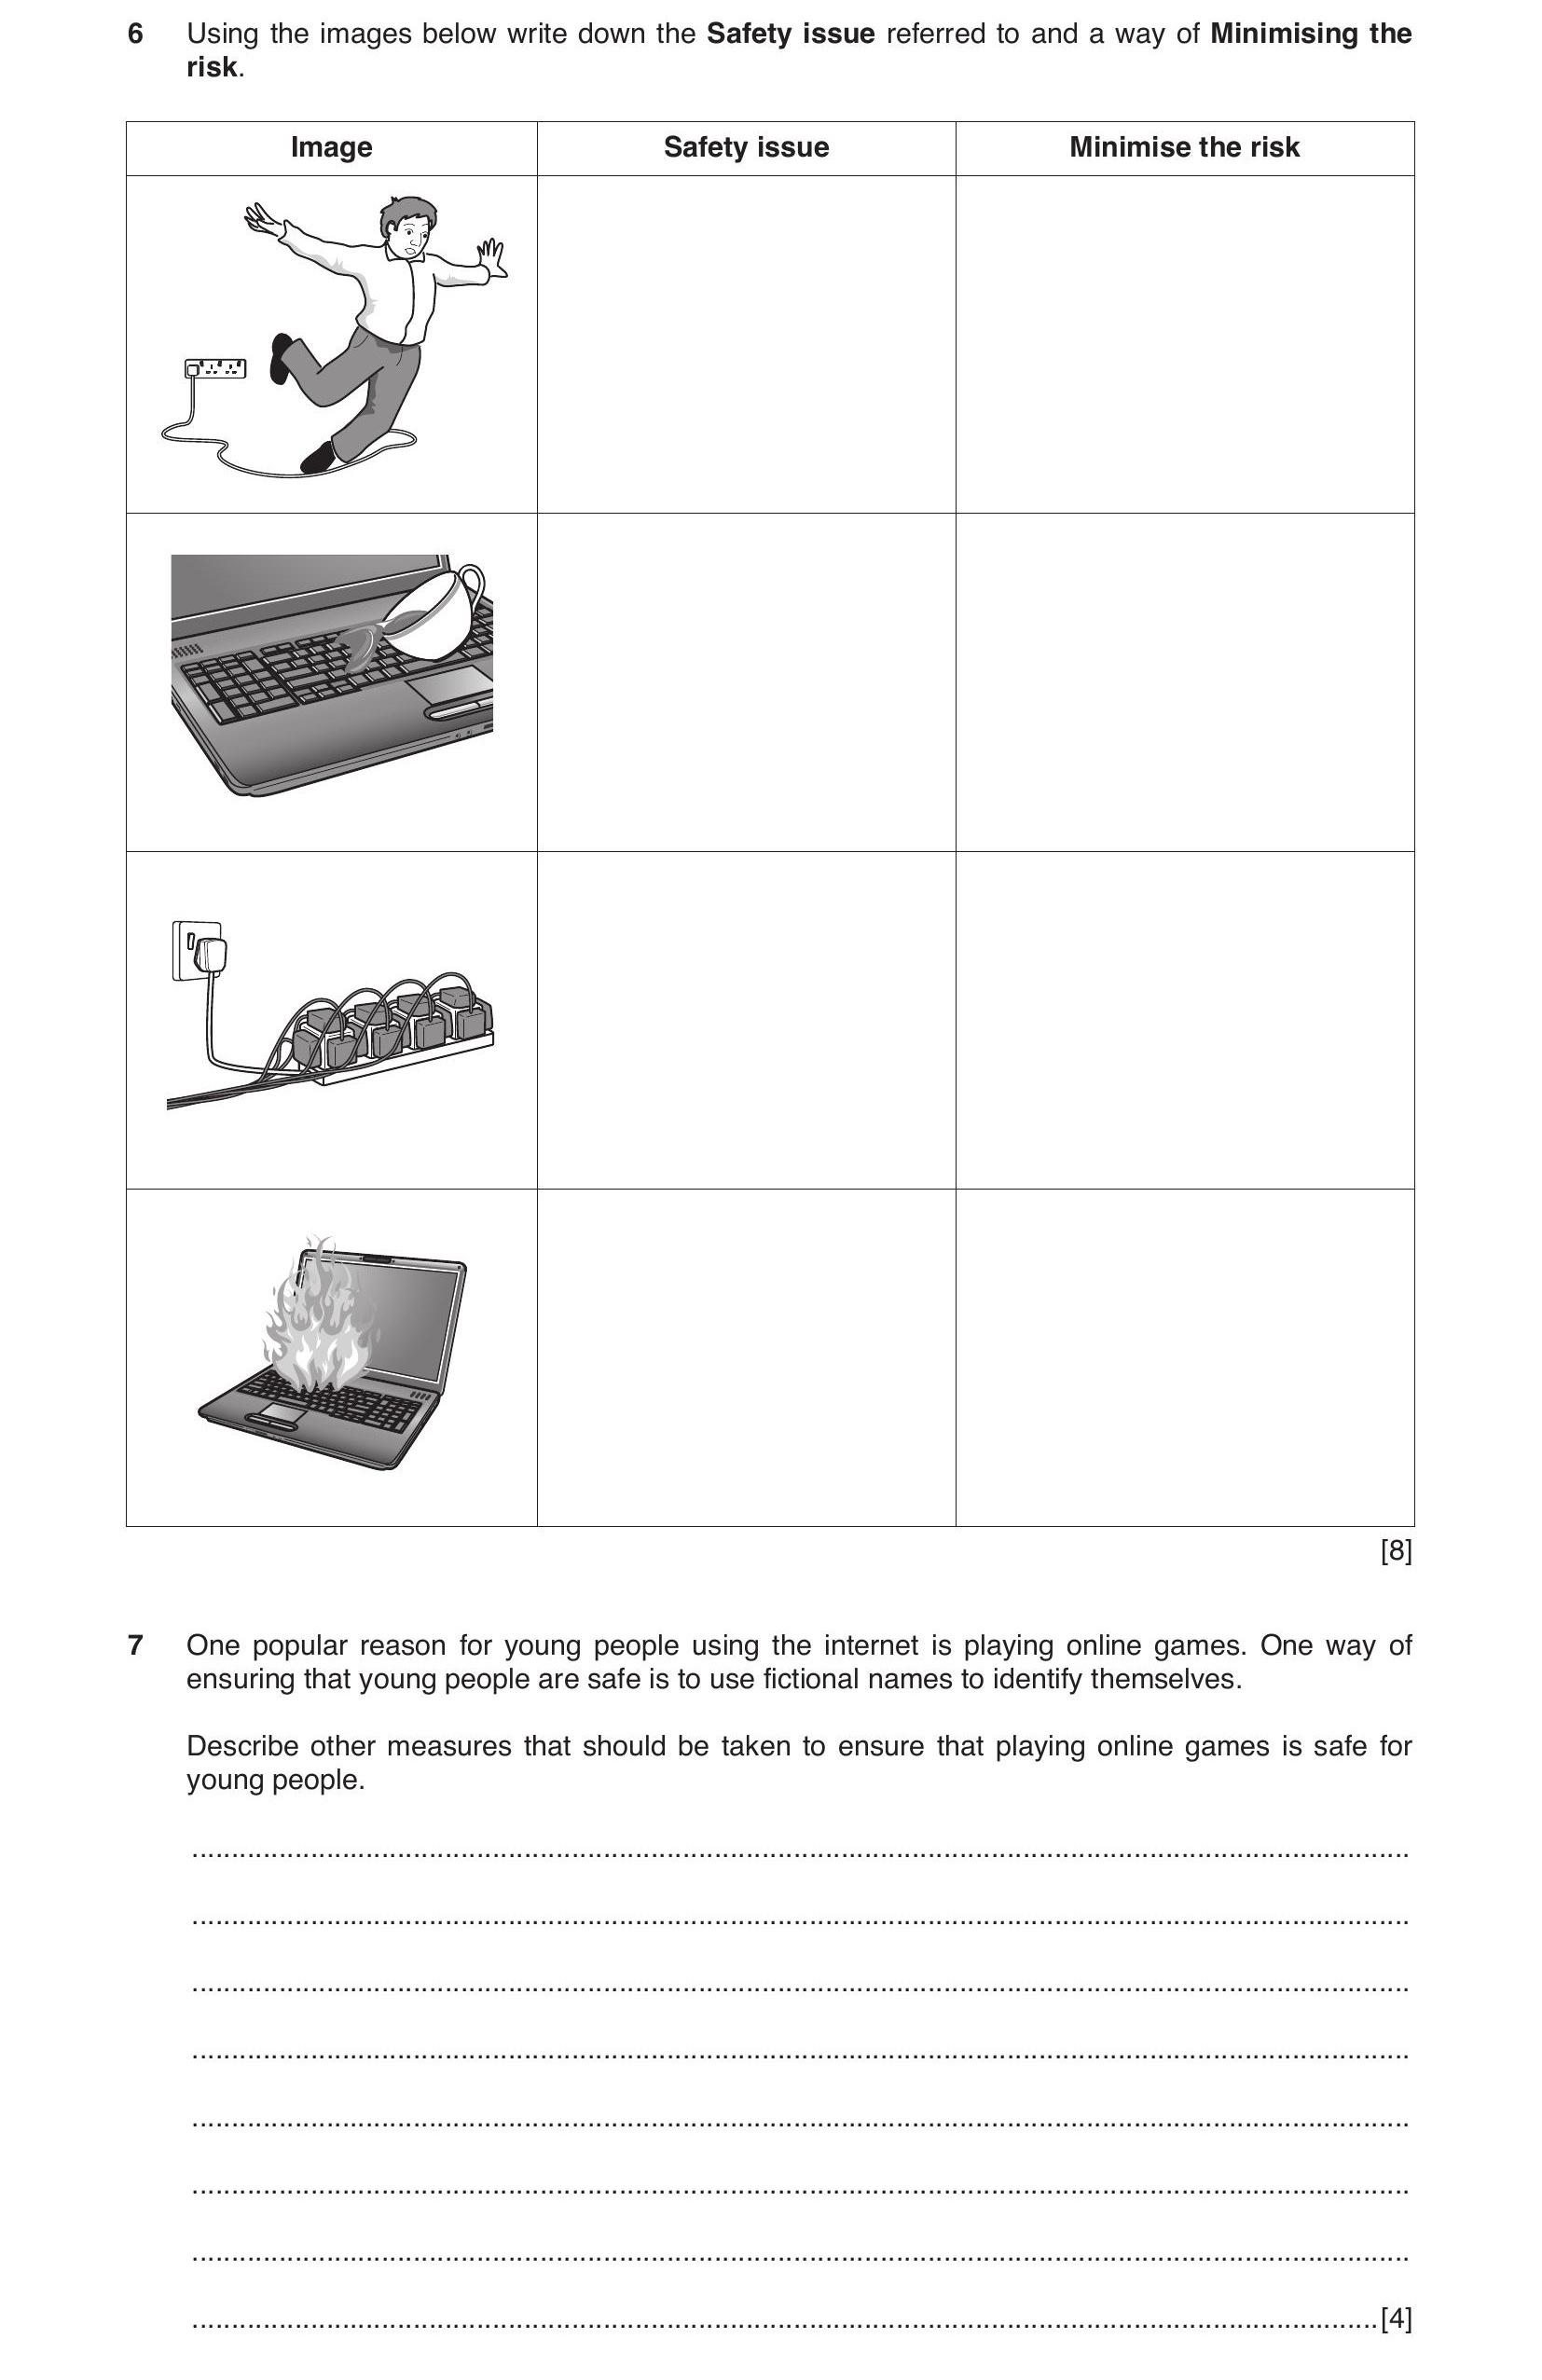 6 Using the images below write down the Safety issue referred to and a way of Minimising the
risk.
Image Safety issue Minimise the risk
[8]
7 One popular reason for young people using the internet is playing online games. One way of
ensuring that young people are safe is to use fictional names to identify themselves.
Describe other measures that should be taken to ensure that playing online games is safe for
young people.
[4]